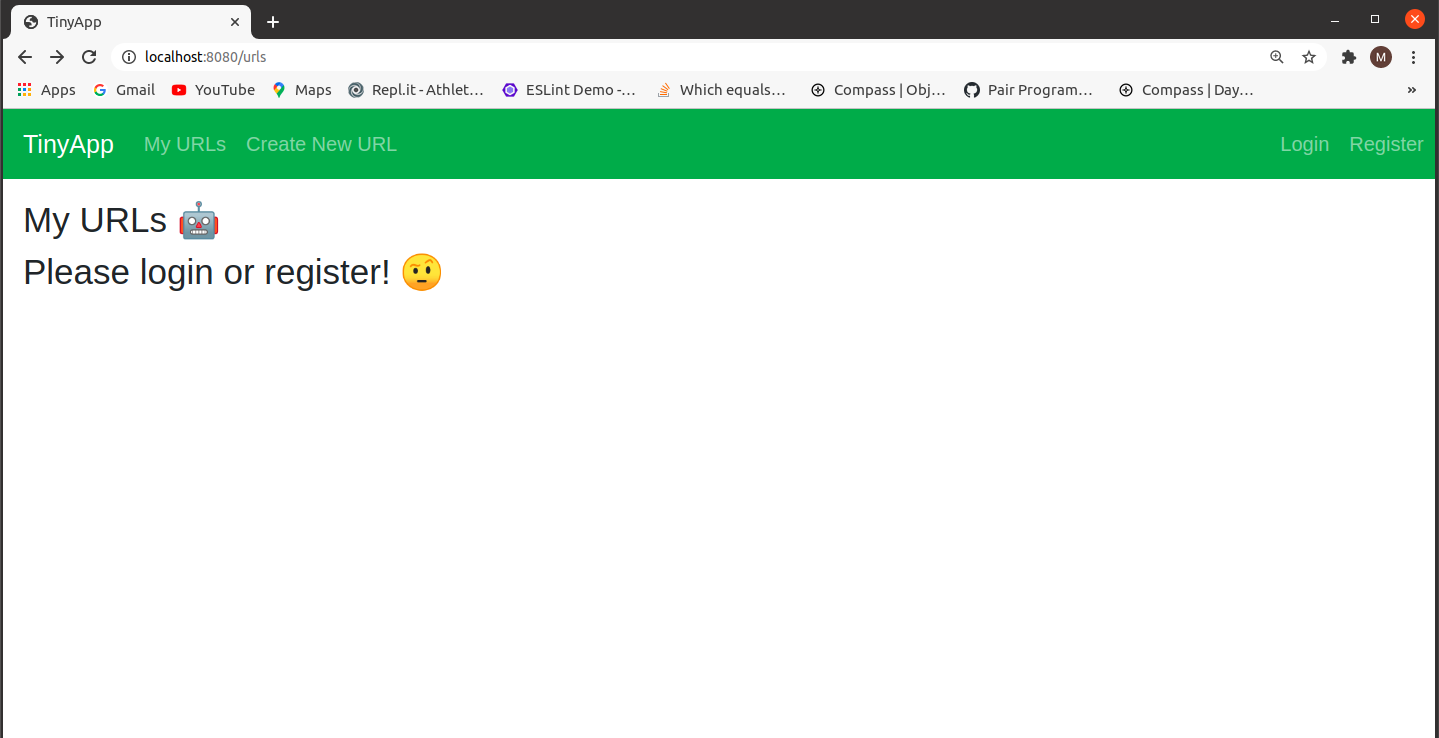 TinyApp
localhost:8080/urls
M
Apps Gmail YouTube Maps Repl.it - Athlet… ESLint Demo -… Which equals… Compass | Obj… Pair Program… Compass | Day… »
TinyApp My URLs Create New URL Login Register
My URLs 🤖
Please login or register! 🤨